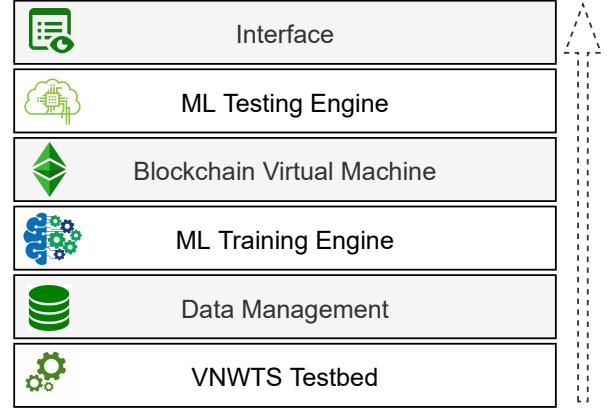 Interface
ML Testing Engine
Blockchain Virtual Machine
ML Training Engine
Data Management
VNWTS Testbed